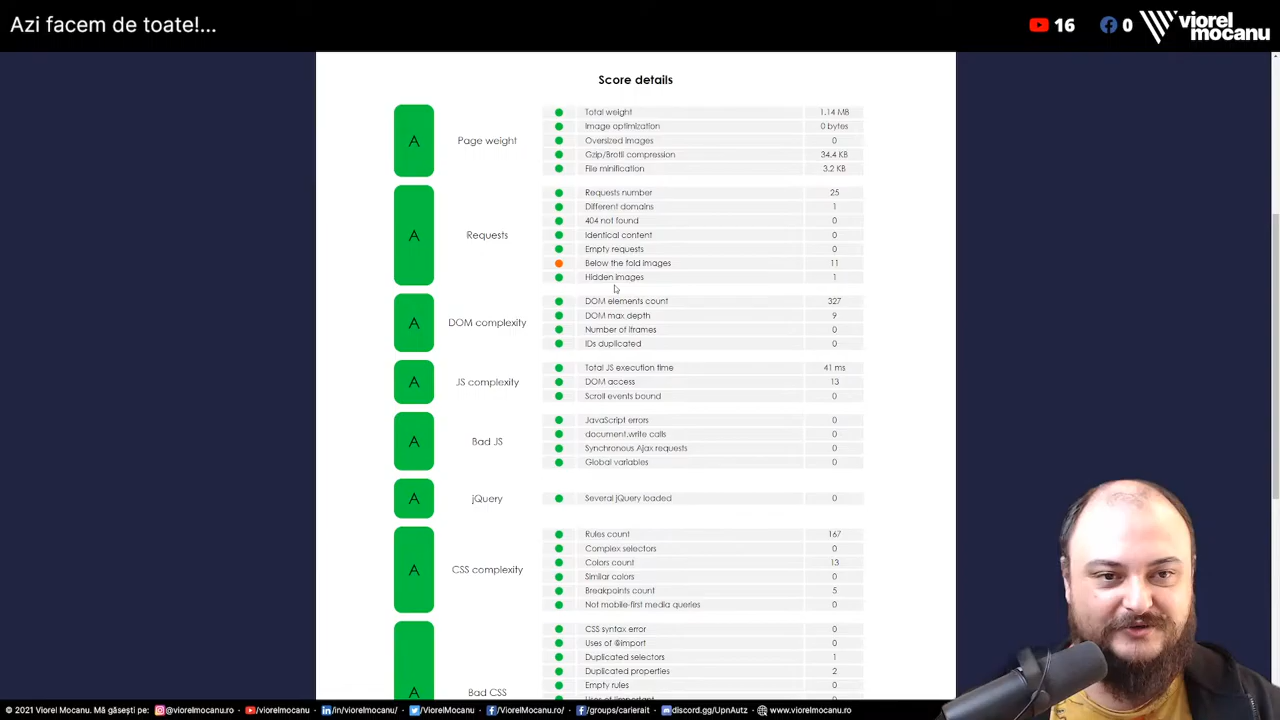 Azi facem de toate!...
16
0
viorel
mocanu
Score details
A
Page weight
Total weight 1.14 MB
Image optimization 0 bytes
Oversized images 0
Gzip/Brotli compression 34.4 KB
File minification 3.2 KB
A
Requests
Requests number 25
Different domains 1
404 not found 0
Identical content 0
Empty requests 0
Below the fold images 11
Hidden images 1
A
DOM complexity
DOM elements count 327
DOM max depth 9
Number of iframes 0
IDs duplicated 0
A
JS complexity
Total JS execution time 41 ms
DOM access 13
Scroll events bound 0
A
Bad JS
JavaScript errors 0
document.write calls 0
Synchronous Ajax requests 0
Global variables 0
A
jQuery
Several jQuery loaded 0
A
CSS complexity
Rules count 167
Complex selectors 0
Colors count 13
Similar colors 0
Breakpoints count 5
Not mobile-first media queries 0
A
Bad CSS
CSS syntax error 0
Uses of @import 0
Duplicated selectors 1
Duplicated properties 2
Empty rules 0
Uses of !important
© 2021 Viorel Mocanu. Mă găsești pe: @viorelmocanu.ro /viorelmocanu /in/viorelmocanu/ /ViorelMocanu /ViorelMocanu.ro/ /groups/carierait discord.gg/UpnAutz www.viorelmocanu.ro